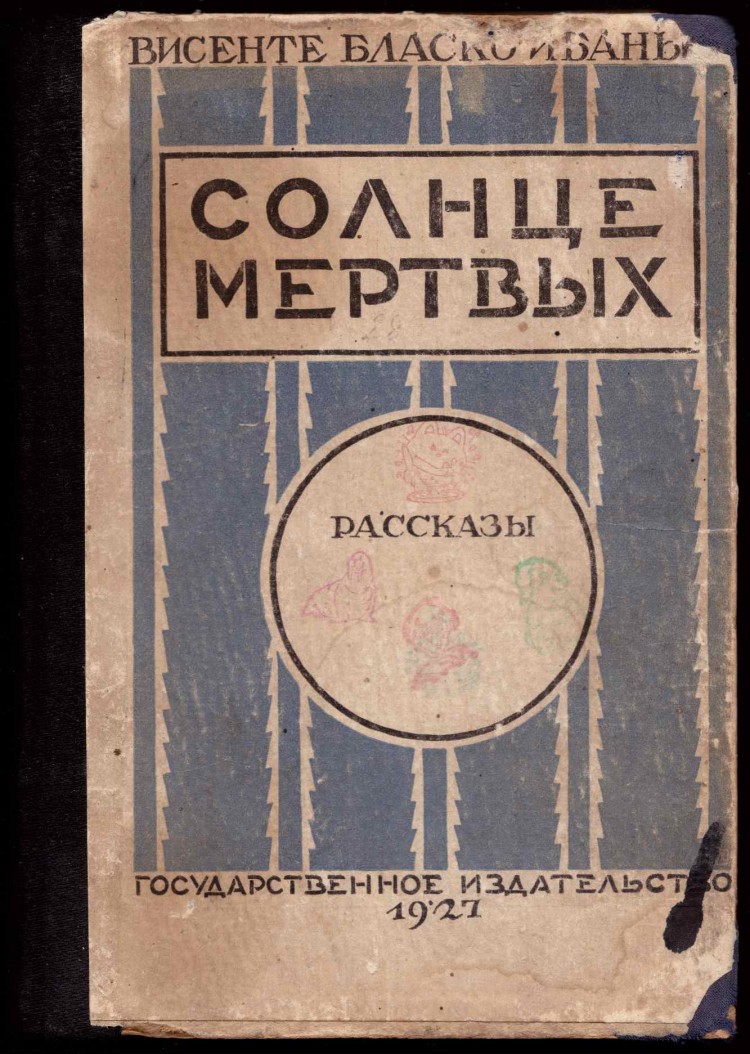 ВИСЕНТЕ БЛАСКО ИБАНЬ
СОЛНЦЕ
МЕРТВЫХ
РАССКАЗЫ
ГОСУДАРСТВЕННОЕ ИЗДАТЕЛЬСТВО
1927